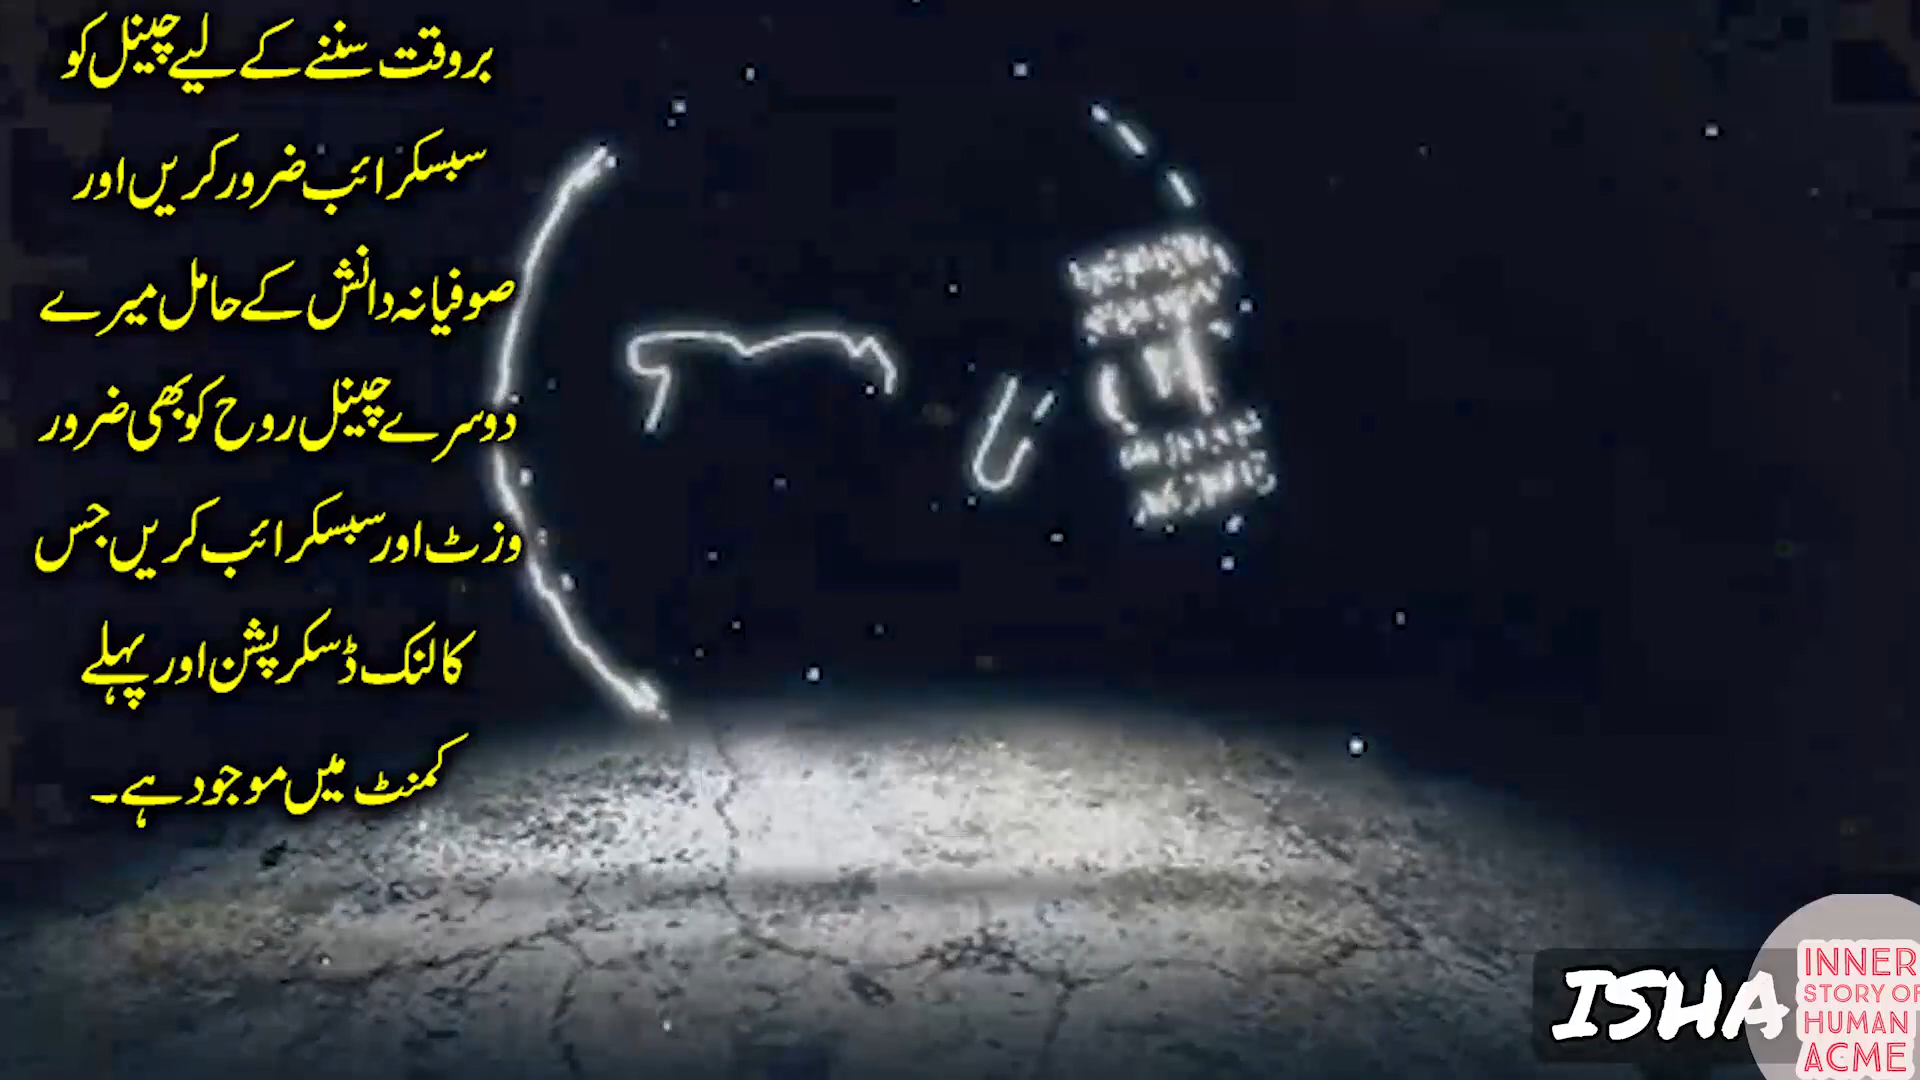 بروقت سننے کے لیے چینل کو
سبسکرائب ضرور کریں اور
صوفیانہ دانش کے حامل میرے
دوسرے چینل روح کو بھی ضرور
وزٹ اور سبسکرائب کریں جس
کا لنک ڈسکرپشن اور پہلے
کمنٹ میں موجود ہے۔
ISHA
INNER
STORY OF
HUMAN
ACME